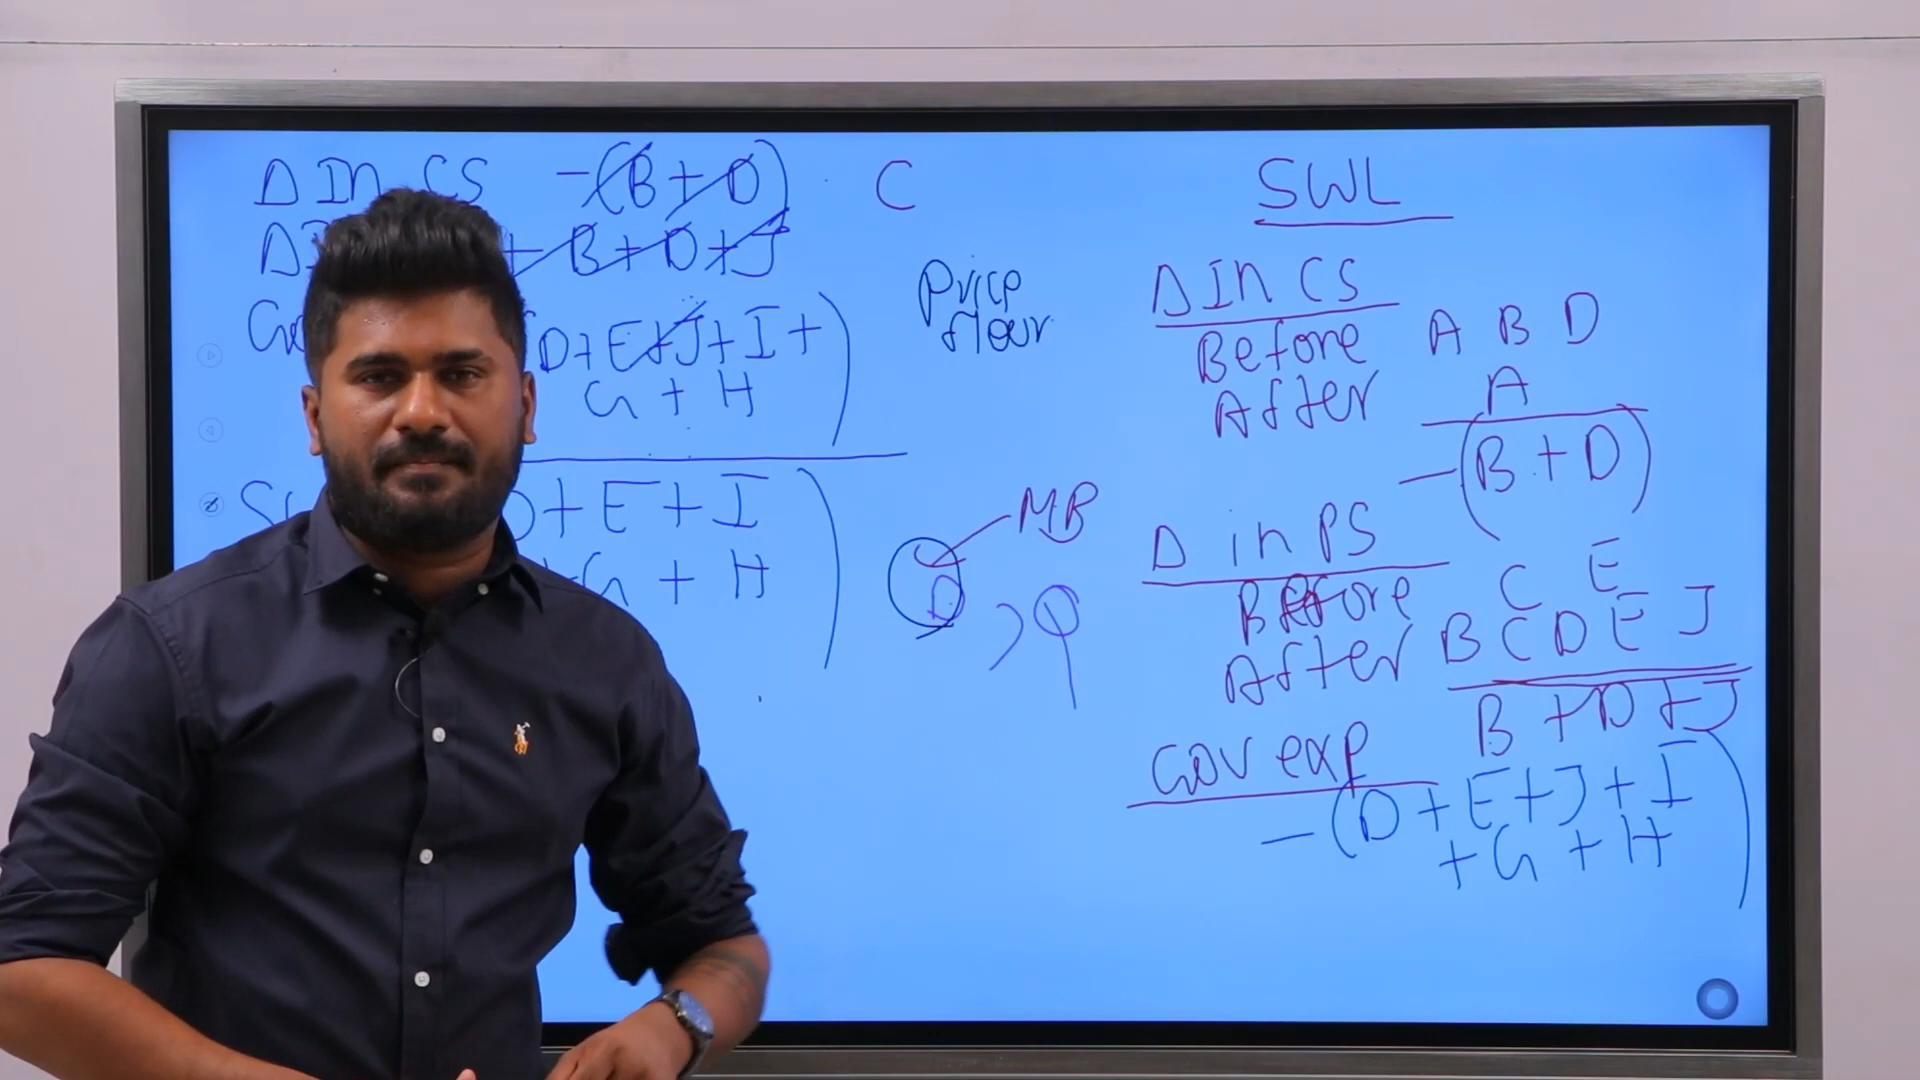 Δ IN CS -(B + D)
+ B + D + J
D + E + J + I +
G + H
D + E + I
+ G + H
C
Price
floor
MB
D
Q
SWL
Δ IN CS
Before A B D
After A
-(B + D)
Δ in PS
Before C E
After B C D E J
B + D + J
Gov exp
-(D + E + J + I
+ G + H)